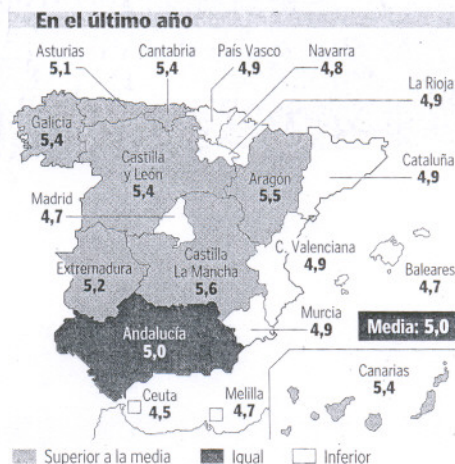 En el último año
Asturias
5,1
Cantabria
5,4
País Vasco
4,9
Navarra
4,8
La Rioja
4,9
Galicia
5,4
Castilla
y León
5,4
Aragón
5,5
Cataluña
4,9
Madrid
4,7
Extremadura
5,2
Castilla
La Mancha
5,6
C. Valenciana
4,9
Baleares
4,7
Andalucía
5,0
Murcia
4,9
Media: 5,0
Canarias
5,4
Ceuta
4,5
Melilla
4,7
Superior a la media
Igual
Inferior